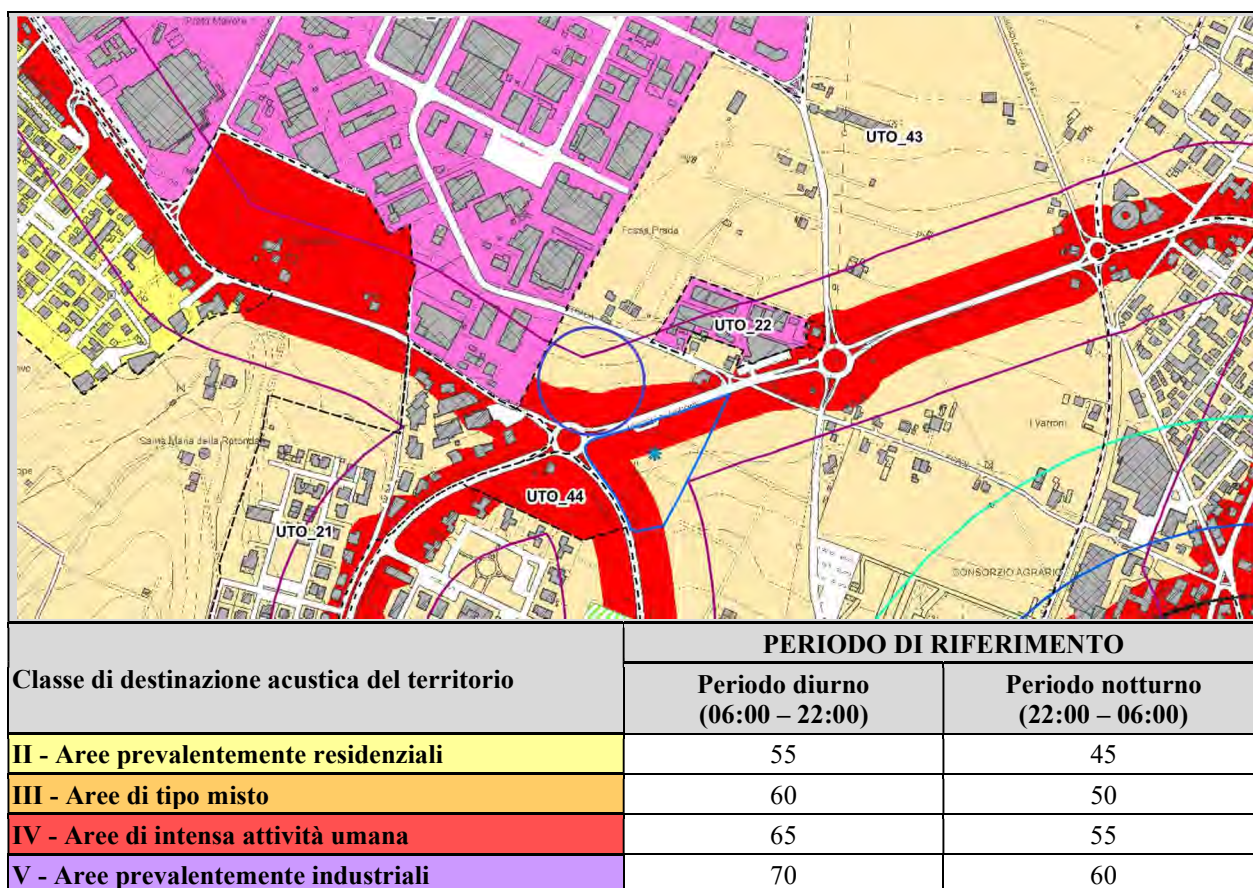 Prato Mavone
UTO_43
Fossa Prada
UTO_22
I Varroni
Santa Maria della Rotonda
UTO_44
UTO_21
CONSORZIO AGRARIO
Classe di destinazione acustica del territorio
PERIODO DI RIFERIMENTO
Periodo diurno
(06:00 – 22:00)
Periodo notturno
(22:00 – 06:00)
II - Aree prevalentemente residenziali 55 45
III - Aree di tipo misto 60 50
IV - Aree di intensa attività umana 65 55
V - Aree prevalentemente industriali 70 60